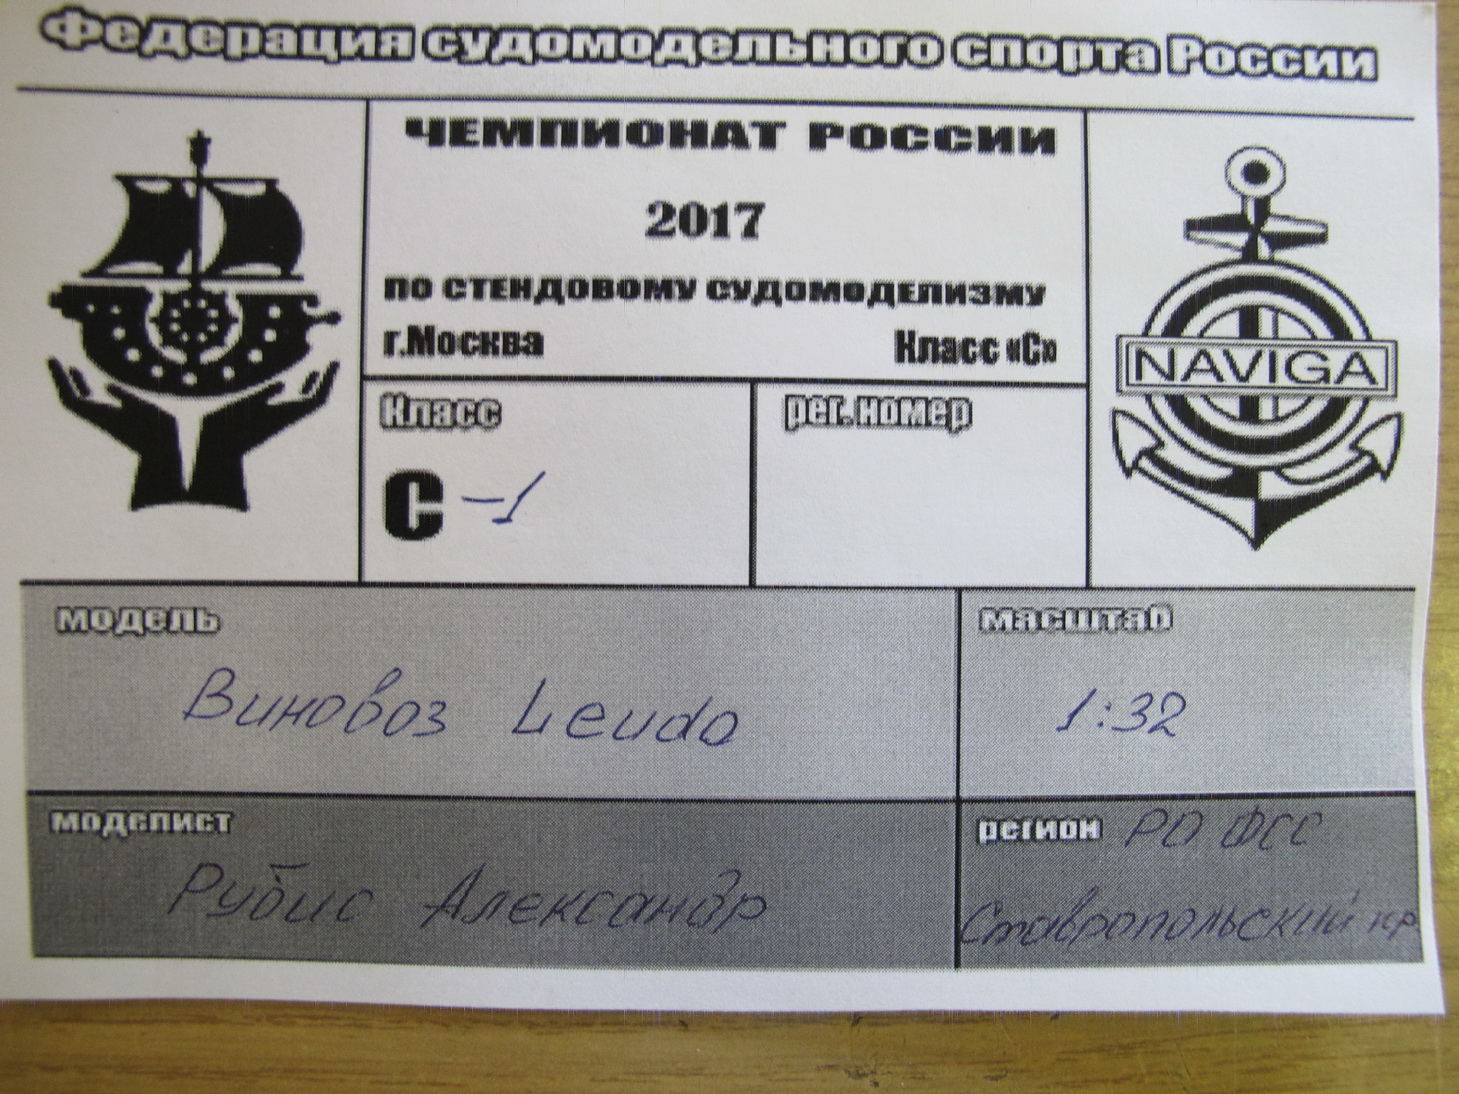 Федерация судомодельного спорта России
ЧЕМПИОНАТ РОССИИ
2017
ПО СТЕНДОВОМУ СУДОМОДЕЛИЗМУ
г.Москва Класс «С»
NAVIGA
Класс
рег. номер
С -1
модель
Виновоз Leudo
масштаб
1:32
моделист
Рубис Александр
регион РО ФСС
Ставропольский кр.